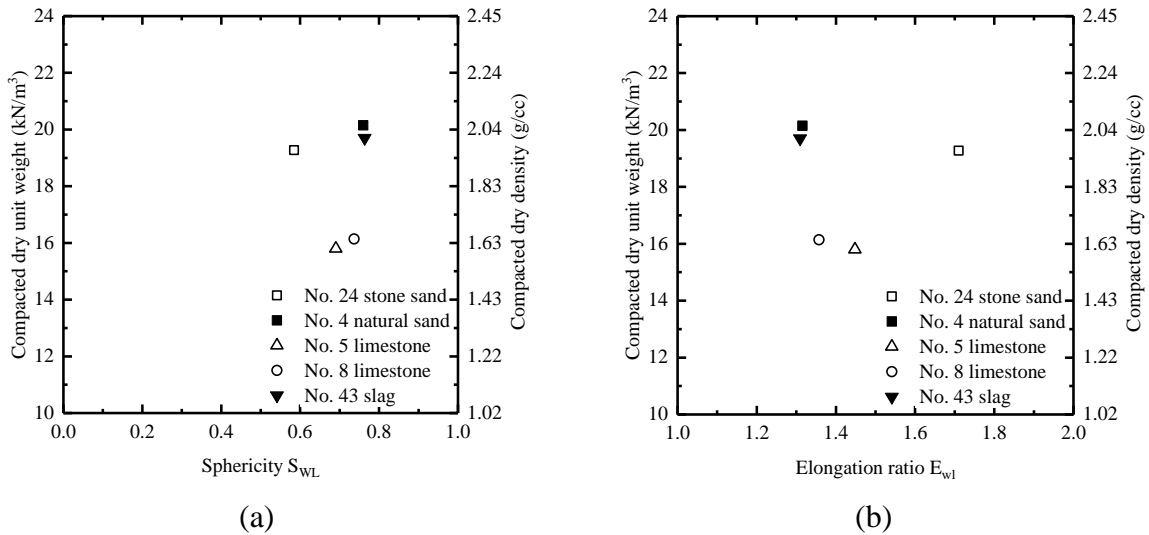 24
22
20
18
16
14
12
10
Compacted dry unit weight (kN/m³)
2.45
2.24
2.04
1.83
1.63
1.43
1.22
1.02
Compacted dry density (g/cc)
No. 24 stone sand
No. 4 natural sand
No. 5 limestone
No. 8 limestone
No. 43 slag
0.0 0.2 0.4 0.6 0.8 1.0
Sphericity S_WL
(a)
24
22
20
18
16
14
12
10
Compacted dry unit weight (kN/m³)
2.45
2.24
2.04
1.83
1.63
1.43
1.22
1.02
Compacted dry density (g/cc)
No. 24 stone sand
No. 4 natural sand
No. 5 limestone
No. 8 limestone
No. 43 slag
1.0 1.2 1.4 1.6 1.8 2.0
Elongation ratio E_wl
(b)